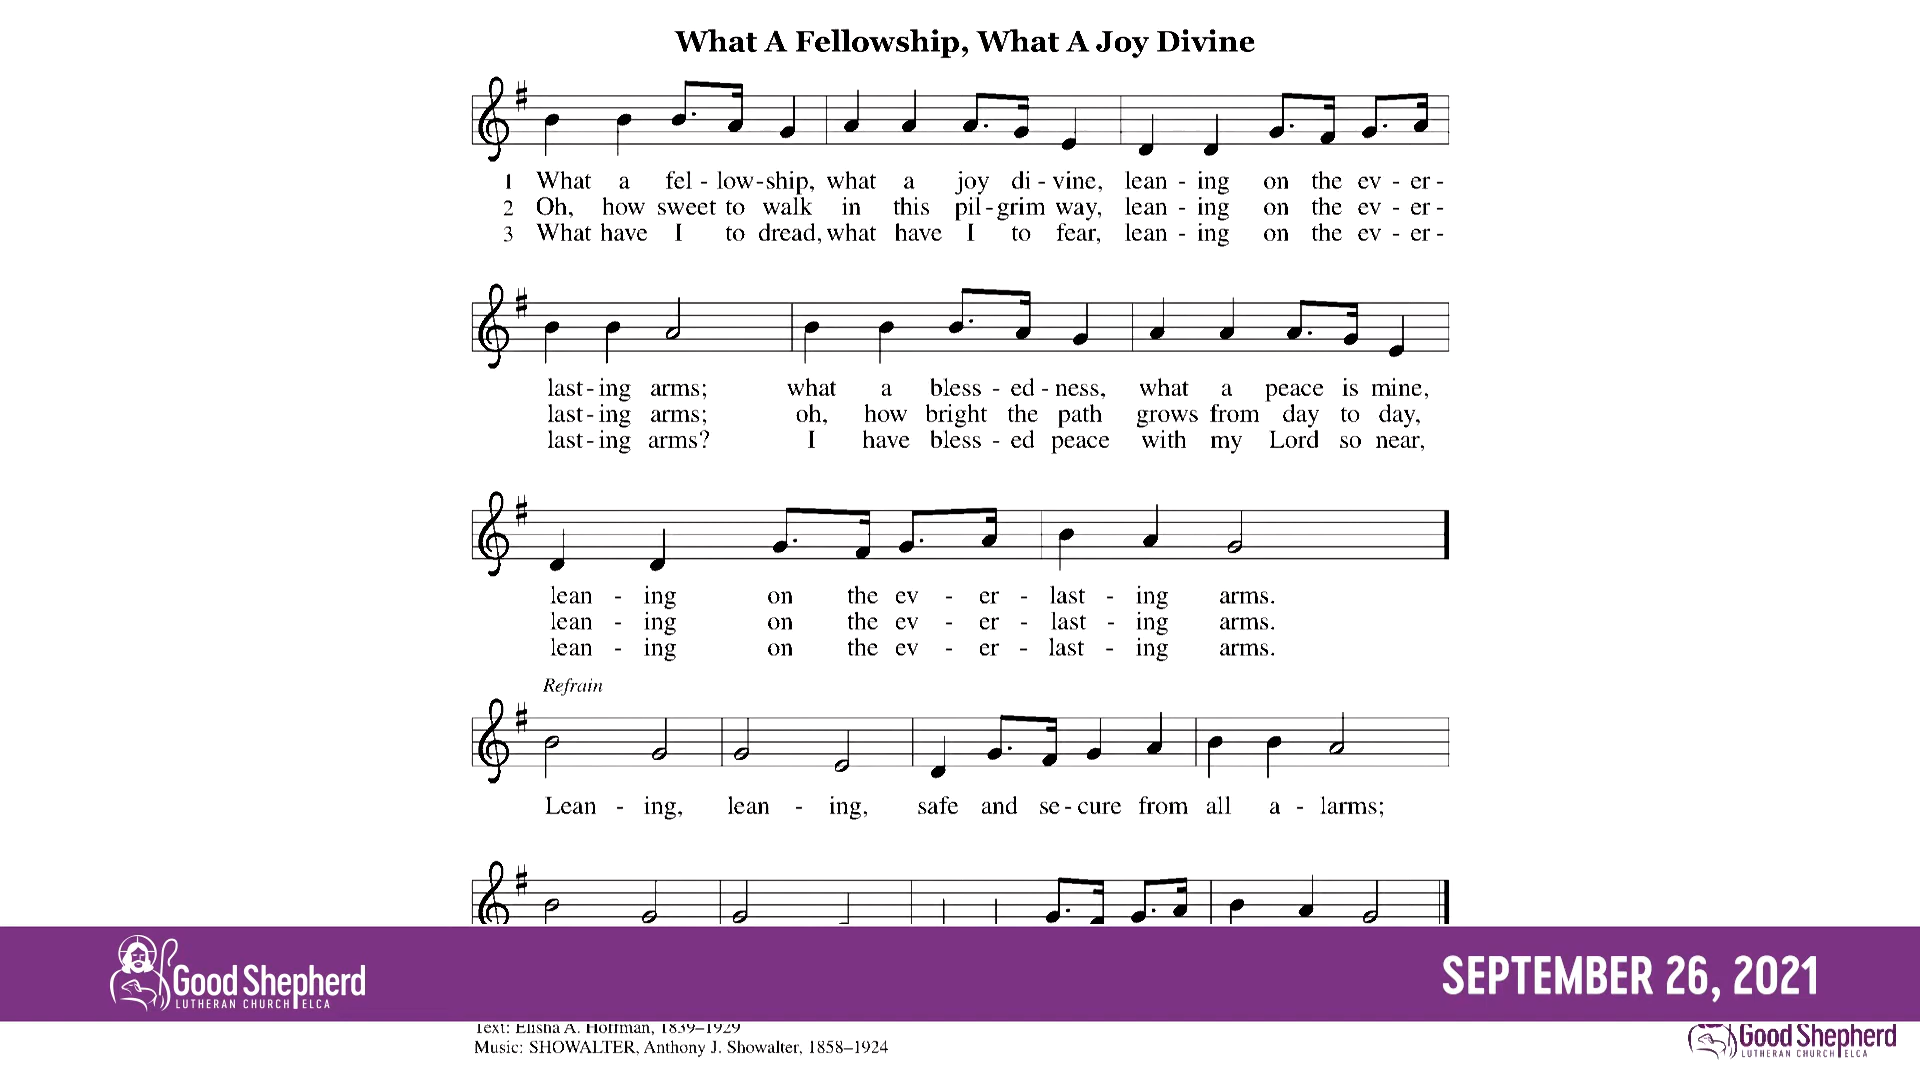 What A Fellowship, What A Joy Divine
1 What a fel - low - ship, what a joy di - vine, lean - ing on the ev - er -
2 Oh, how sweet to walk in this pil - grim way, lean - ing on the ev - er -
3 What have I to dread, what have I to fear, lean - ing on the ev - er -
last - ing arms; what a bless - ed - ness, what a peace is mine,
last - ing arms; oh, how bright the path grows from day to day,
last - ing arms? I have bless - ed peace with my Lord so near,
lean - ing on the ev - er - last - ing arms.
lean - ing on the ev - er - last - ing arms.
lean - ing on the ev - er - last - ing arms.
Refrain
Lean - ing, lean - ing, safe and se - cure from all a - larms;
Good Shepherd
LUTHERAN CHURCH ELCA
SEPTEMBER 26, 2021
Text: Elisha A. Hoffman, 1839–1929
Music: SHOWALTER, Anthony J. Showalter, 1858–1924
Good Shepherd
LUTHERAN CHURCH ELCA